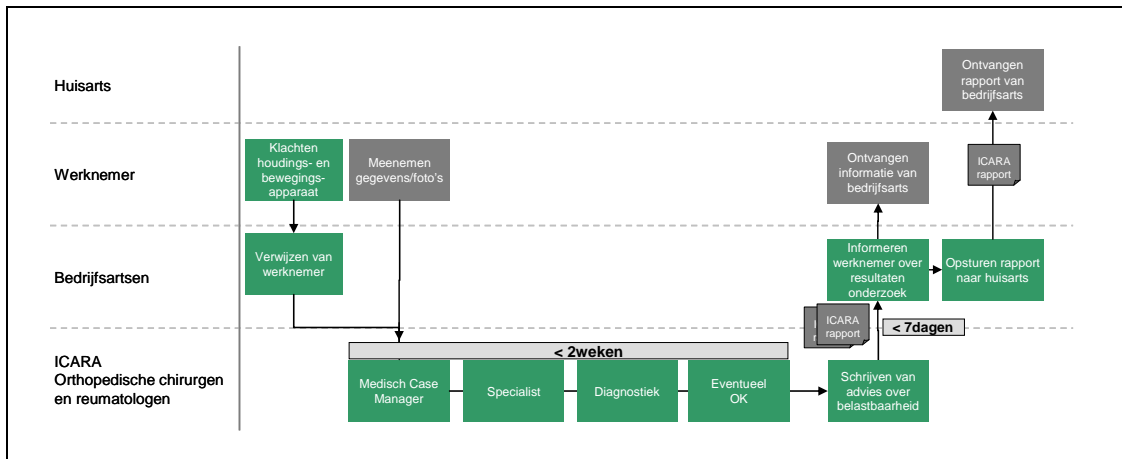 Huisarts
Ontvangen
rapport van
bedrijfsarts
Werknemer
Klachten
houdings- en
bewegings-
apparaat
Meenemen
gegevens/foto's
Ontvangen
informatie van
bedrijfsarts
ICARA
rapport
Bedrijfsartsen
Verwijzen van
werknemer
Informeren
werknemer over
resultaten
onderzoek
Opsturen rapport
naar huisarts
ICARA
rapport
< 7dagen
ICARA
Orthopedische chirurgen
en reumatologen
< 2weken
Medisch Case
Manager
Specialist
Diagnostiek
Eventueel
OK
Schrijven van
advies over
belastbaarheid